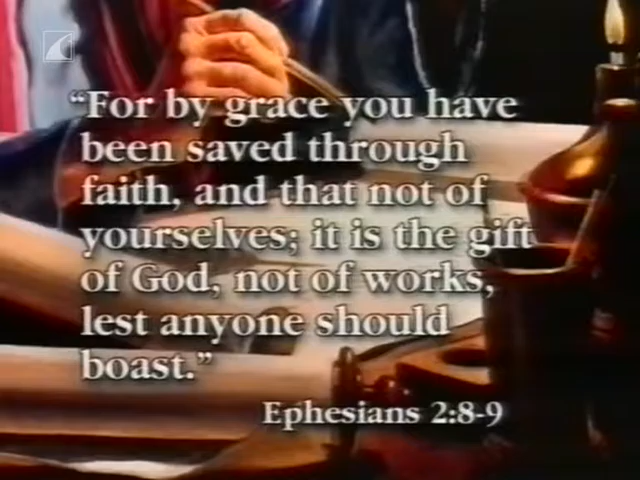 “For by grace you have
been saved through
faith, and that not of
yourselves; it is the gift
of God, not of works,
lest anyone should
boast.”
Ephesians 2:8-9